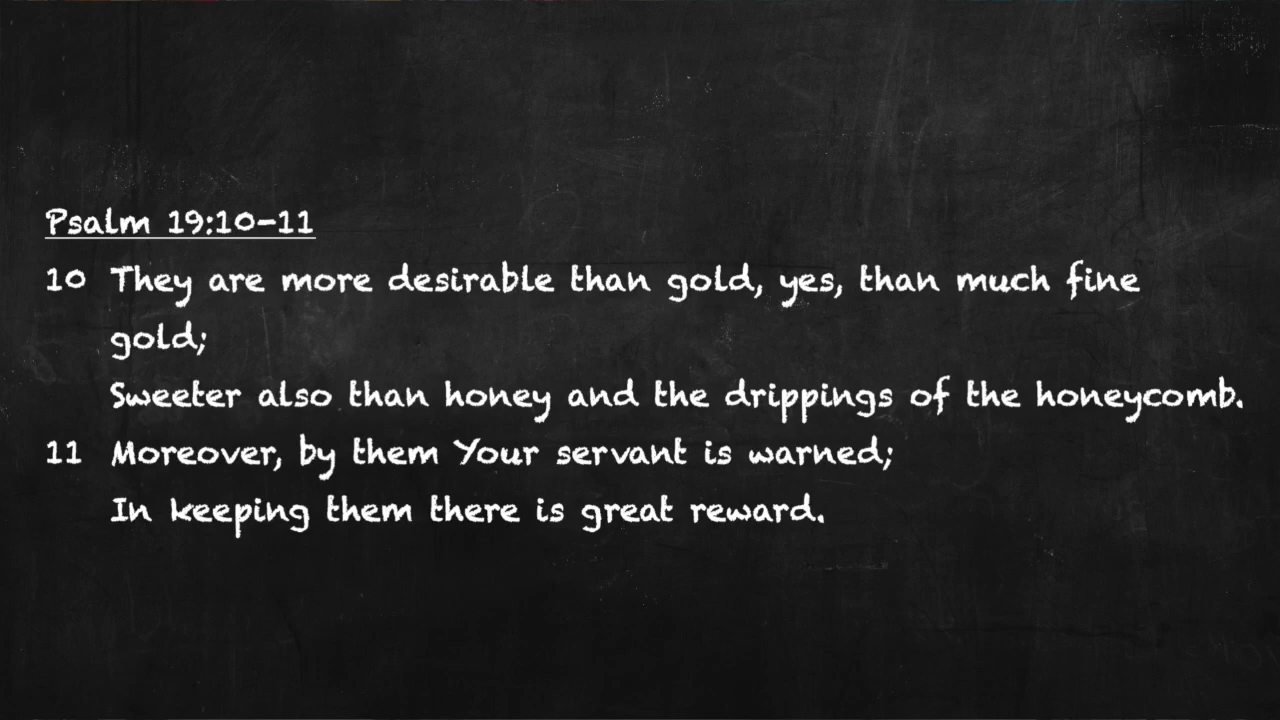 Psalm 19:10-11
10 They are more desirable than gold, yes, than much fine
gold;
Sweeter also than honey and the drippings of the honeycomb.
11 Moreover, by them Your servant is warned;
In keeping them there is great reward.